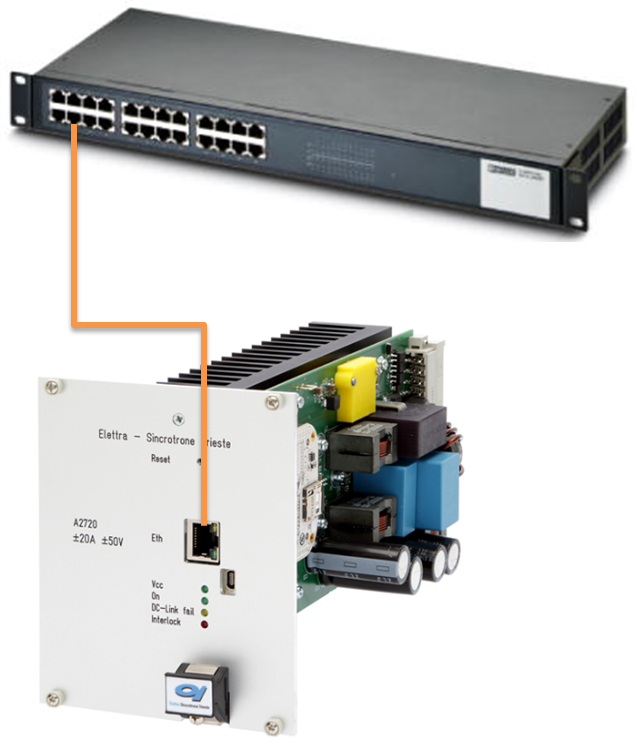 Elettra – Sincrotrone Trieste
Reset
A2720
±20A ±50V
Eth
Vcc
On
DC-Link fail
Interlock